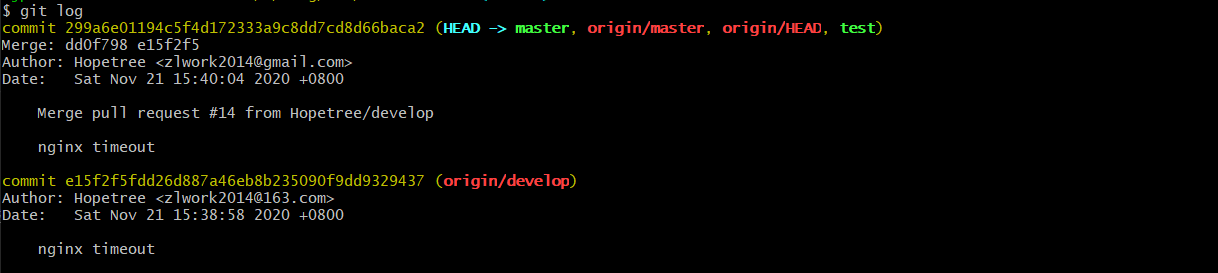 $ git log
commit 299a6e01194c5f4d172333a9c8dd7cd8d66baca2 (HEAD -> master, origin/master, origin/HEAD, test)
Merge: dd0f798 e15f2f5
Author: Hopetree <zlwork2014@gmail.com>
Date:   Sat Nov 21 15:40:04 2020 +0800
    Merge pull request #14 from Hopetree/develop
    nginx timeout
commit e15f2f5fdd26d887a46eb8b235090f9dd9329437 (origin/develop)
Author: Hopetree <zlwork2014@163.com>
Date:   Sat Nov 21 15:38:58 2020 +0800
    nginx timeout